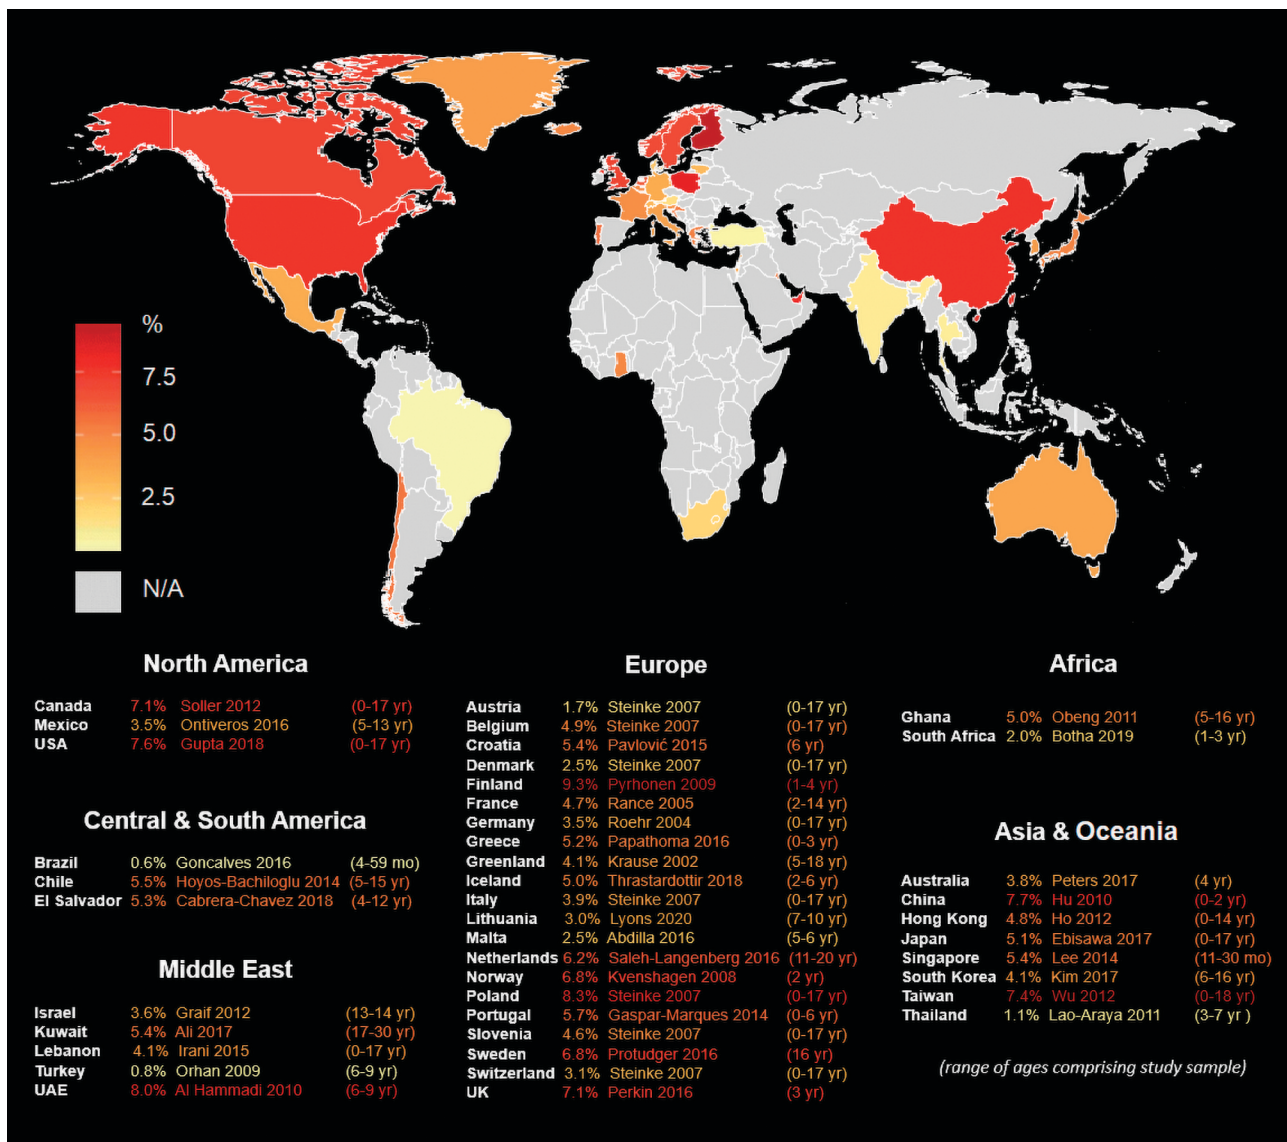 %
7.5
5.0
2.5
N/A
North America
Canada 7.1% Soller 2012 (0-17 yr)
Mexico 3.5% Ontiveros 2016 (5-13 yr)
USA 7.6% Gupta 2018 (0-17 yr)
Central & South America
Brazil 0.6% Goncalves 2016 (4-59 mo)
Chile 5.5% Hoyos-Bachiloglu 2014 (5-15 yr)
El Salvador 5.3% Cabrera-Chavez 2018 (4-12 yr)
Middle East
Israel 3.6% Graif 2012 (13-14 yr)
Kuwait 5.4% Ali 2017 (17-30 yr)
Lebanon 4.1% Irani 2015 (0-17 yr)
Turkey 0.8% Orhan 2009 (6-9 yr)
UAE 8.0% Al Hammadi 2010 (6-9 yr)
Europe
Austria 1.7% Steinke 2007 (0-17 yr)
Belgium 4.9% Steinke 2007 (0-17 yr)
Croatia 5.4% Pavlović 2015 (6 yr)
Denmark 2.5% Steinke 2007 (0-17 yr)
Finland 9.3% Pyrhonen 2009 (1-4 yr)
France 4.7% Rance 2005 (2-14 yr)
Germany 3.5% Roehr 2004 (0-17 yr)
Greece 5.2% Papathoma 2016 (0-3 yr)
Greenland 4.1% Krause 2002 (5-18 yr)
Iceland 5.0% Thrastardottir 2018 (2-6 yr)
Italy 3.9% Steinke 2007 (0-17 yr)
Lithuania 3.0% Lyons 2020 (7-10 yr)
Malta 2.5% Abdilla 2016 (5-6 yr)
Netherlands 6.2% Saleh-Langenberg 2016 (11-20 yr)
Norway 6.8% Kvenshagen 2008 (2 yr)
Poland 8.3% Steinke 2007 (0-17 yr)
Portugal 5.7% Gaspar-Marques 2014 (0-6 yr)
Slovenia 4.6% Steinke 2007 (0-17 yr)
Sweden 6.8% Protudger 2016 (16 yr)
Switzerland 3.1% Steinke 2007 (0-17 yr)
UK 7.1% Perkin 2016 (3 yr)
Africa
Ghana 5.0% Obeng 2011 (5-16 yr)
South Africa 2.0% Botha 2019 (1-3 yr)
Asia & Oceania
Australia 3.8% Peters 2017 (4 yr)
China 7.7% Hu 2010 (0-2 yr)
Hong Kong 4.8% Ho 2012 (0-14 yr)
Japan 5.1% Ebisawa 2017 (0-17 yr)
Singapore 5.4% Lee 2014 (11-30 mo)
South Korea 4.1% Kim 2017 (6-16 yr)
Taiwan 7.4% Wu 2012 (0-18 yr)
Thailand 1.1% Lao-Araya 2011 (3-7 yr )
(range of ages comprising study sample)